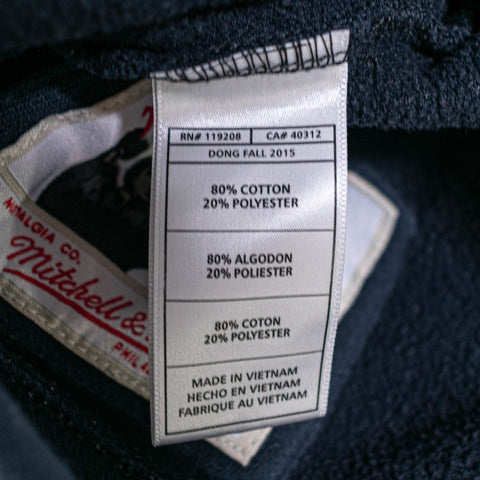 RN# 119208 CA# 40312
DONG FALL 2015
80% COTTON
20% POLYESTER
80% ALGODON
20% POLIESTER
80% COTON
20% POLYESTER
MADE IN VIETNAM
HECHO EN VIETNAM
FABRIQUE AU VIETNAM
CO.
Mitchell &